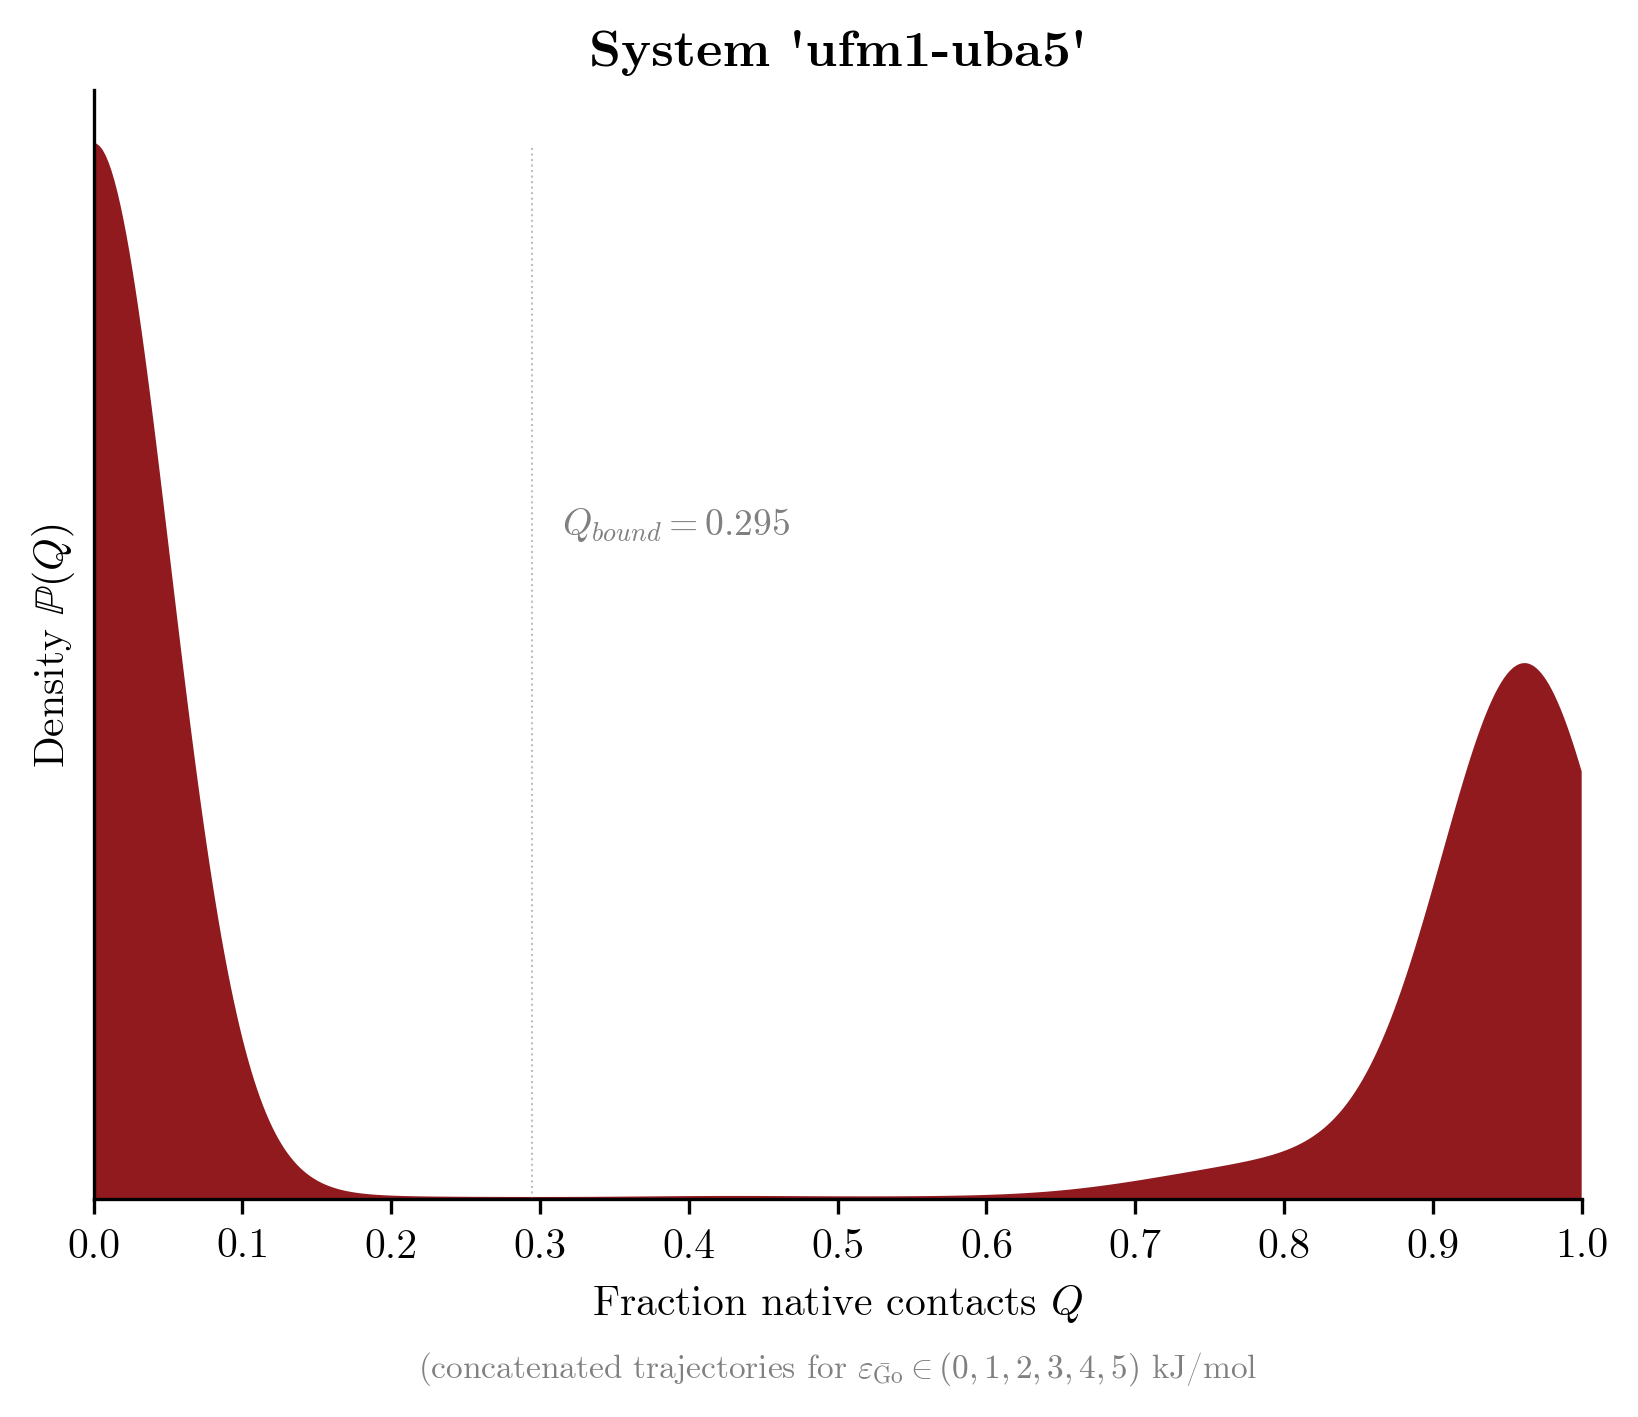 System 'ufm1-uba5'
Density ℙ(Q)
Q_bound = 0.295
0.0 0.1 0.2 0.3 0.4 0.5 0.6 0.7 0.8 0.9 1.0
Fraction native contacts Q
(concatenated trajectories for ε_Ḡo ∈ (0, 1, 2, 3, 4, 5) kJ/mol